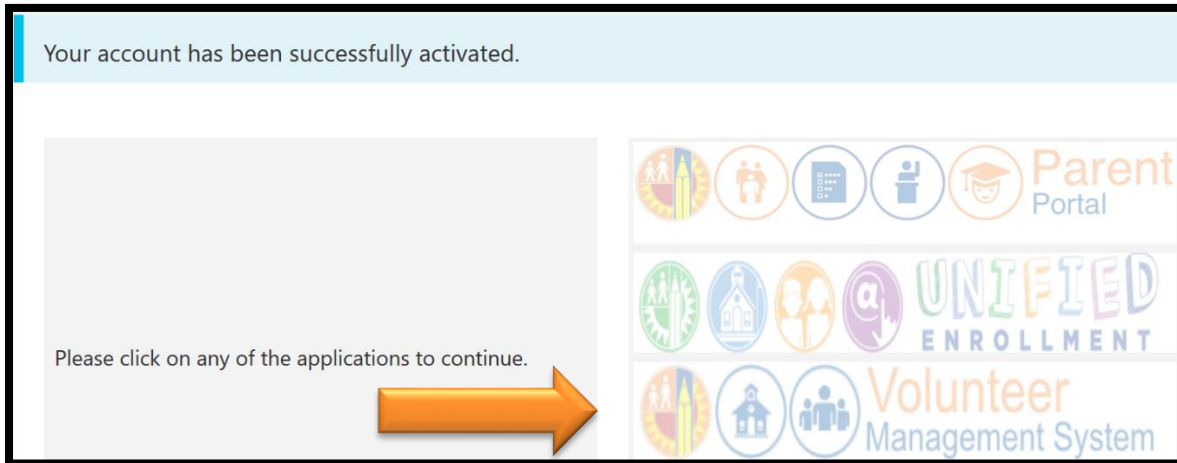 Your account has been successfully activated.
Parent
Portal
UNIFIED
ENROLLMENT
Please click on any of the applications to continue.
Volunteer
Management System